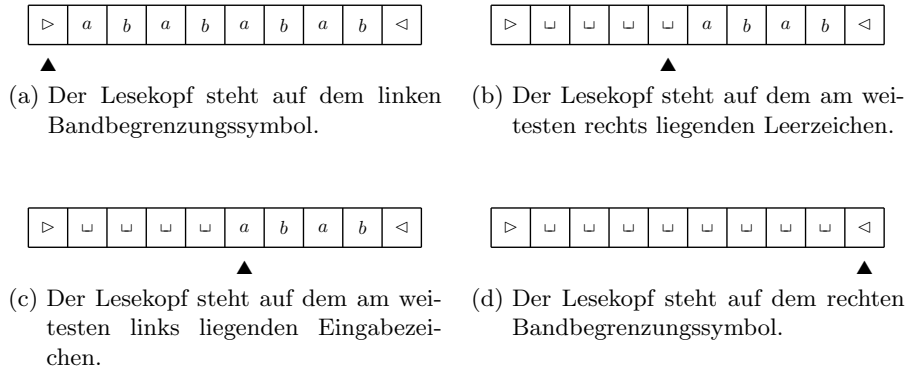 ▷ a b a b a b a b ◁
▷ ␣ ␣ ␣ ␣ a b a b ◁
(a) Der Lesekopf steht auf dem linken
Bandbegrenzungssymbol.
(b) Der Lesekopf steht auf dem am wei-
testen rechts liegenden Leerzeichen.
▷ ␣ ␣ ␣ ␣ a b a b ◁
▷ ␣ ␣ ␣ ␣ ␣ ␣ ␣ ␣ ◁
(c) Der Lesekopf steht auf dem am wei-
testen links liegenden Eingabezei-
chen.
(d) Der Lesekopf steht auf dem rechten
Bandbegrenzungssymbol.